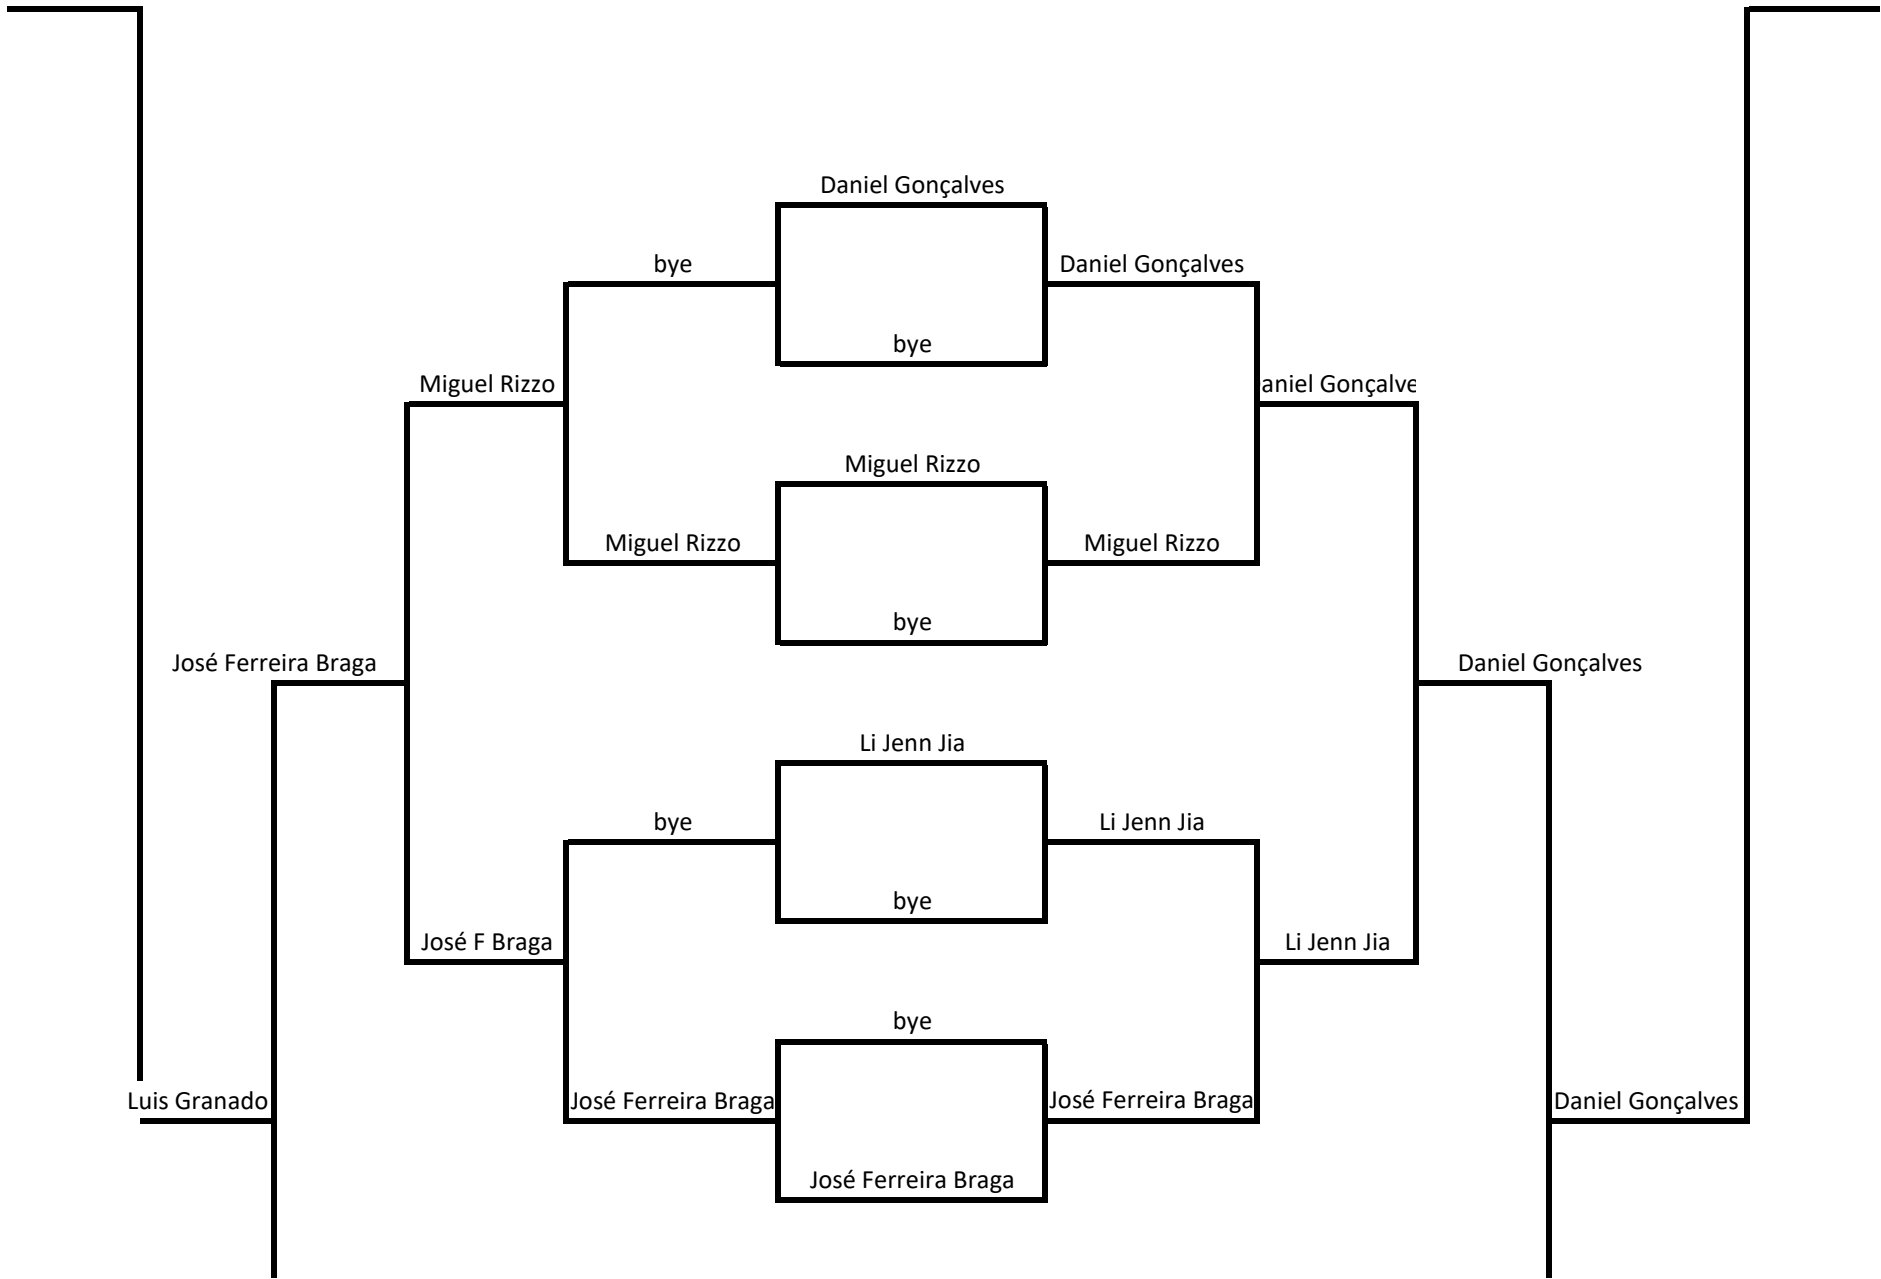 Daniel Gonçalves
bye
Daniel Gonçalves
bye
Miguel Rizzo
aniel Gonçalve
Miguel Rizzo
Miguel Rizzo
Miguel Rizzo
bye
José Ferreira Braga
Daniel Gonçalves
Li Jenn Jia
bye
Li Jenn Jia
bye
José F Braga
Li Jenn Jia
bye
Luis Granado
José Ferreira Braga
José Ferreira Braga
Daniel Gonçalves
José Ferreira Braga